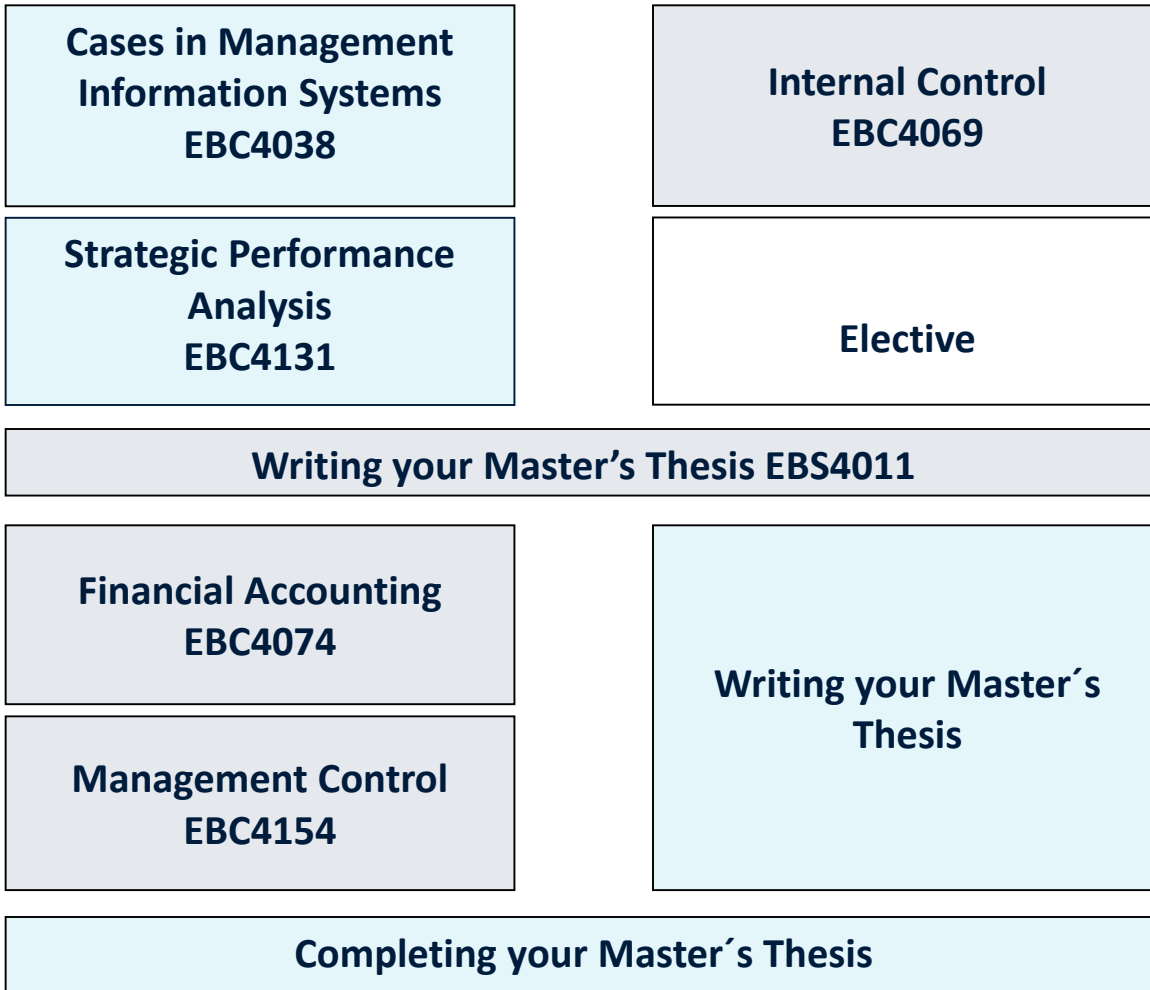 Cases in Management
Information Systems
EBC4038
Internal Control
EBC4069
Strategic Performance
Analysis
EBC4131
Elective
Writing your Master’s Thesis EBS4011
Financial Accounting
EBC4074
Management Control
EBC4154
Writing your Master´s
Thesis
Completing your Master´s Thesis